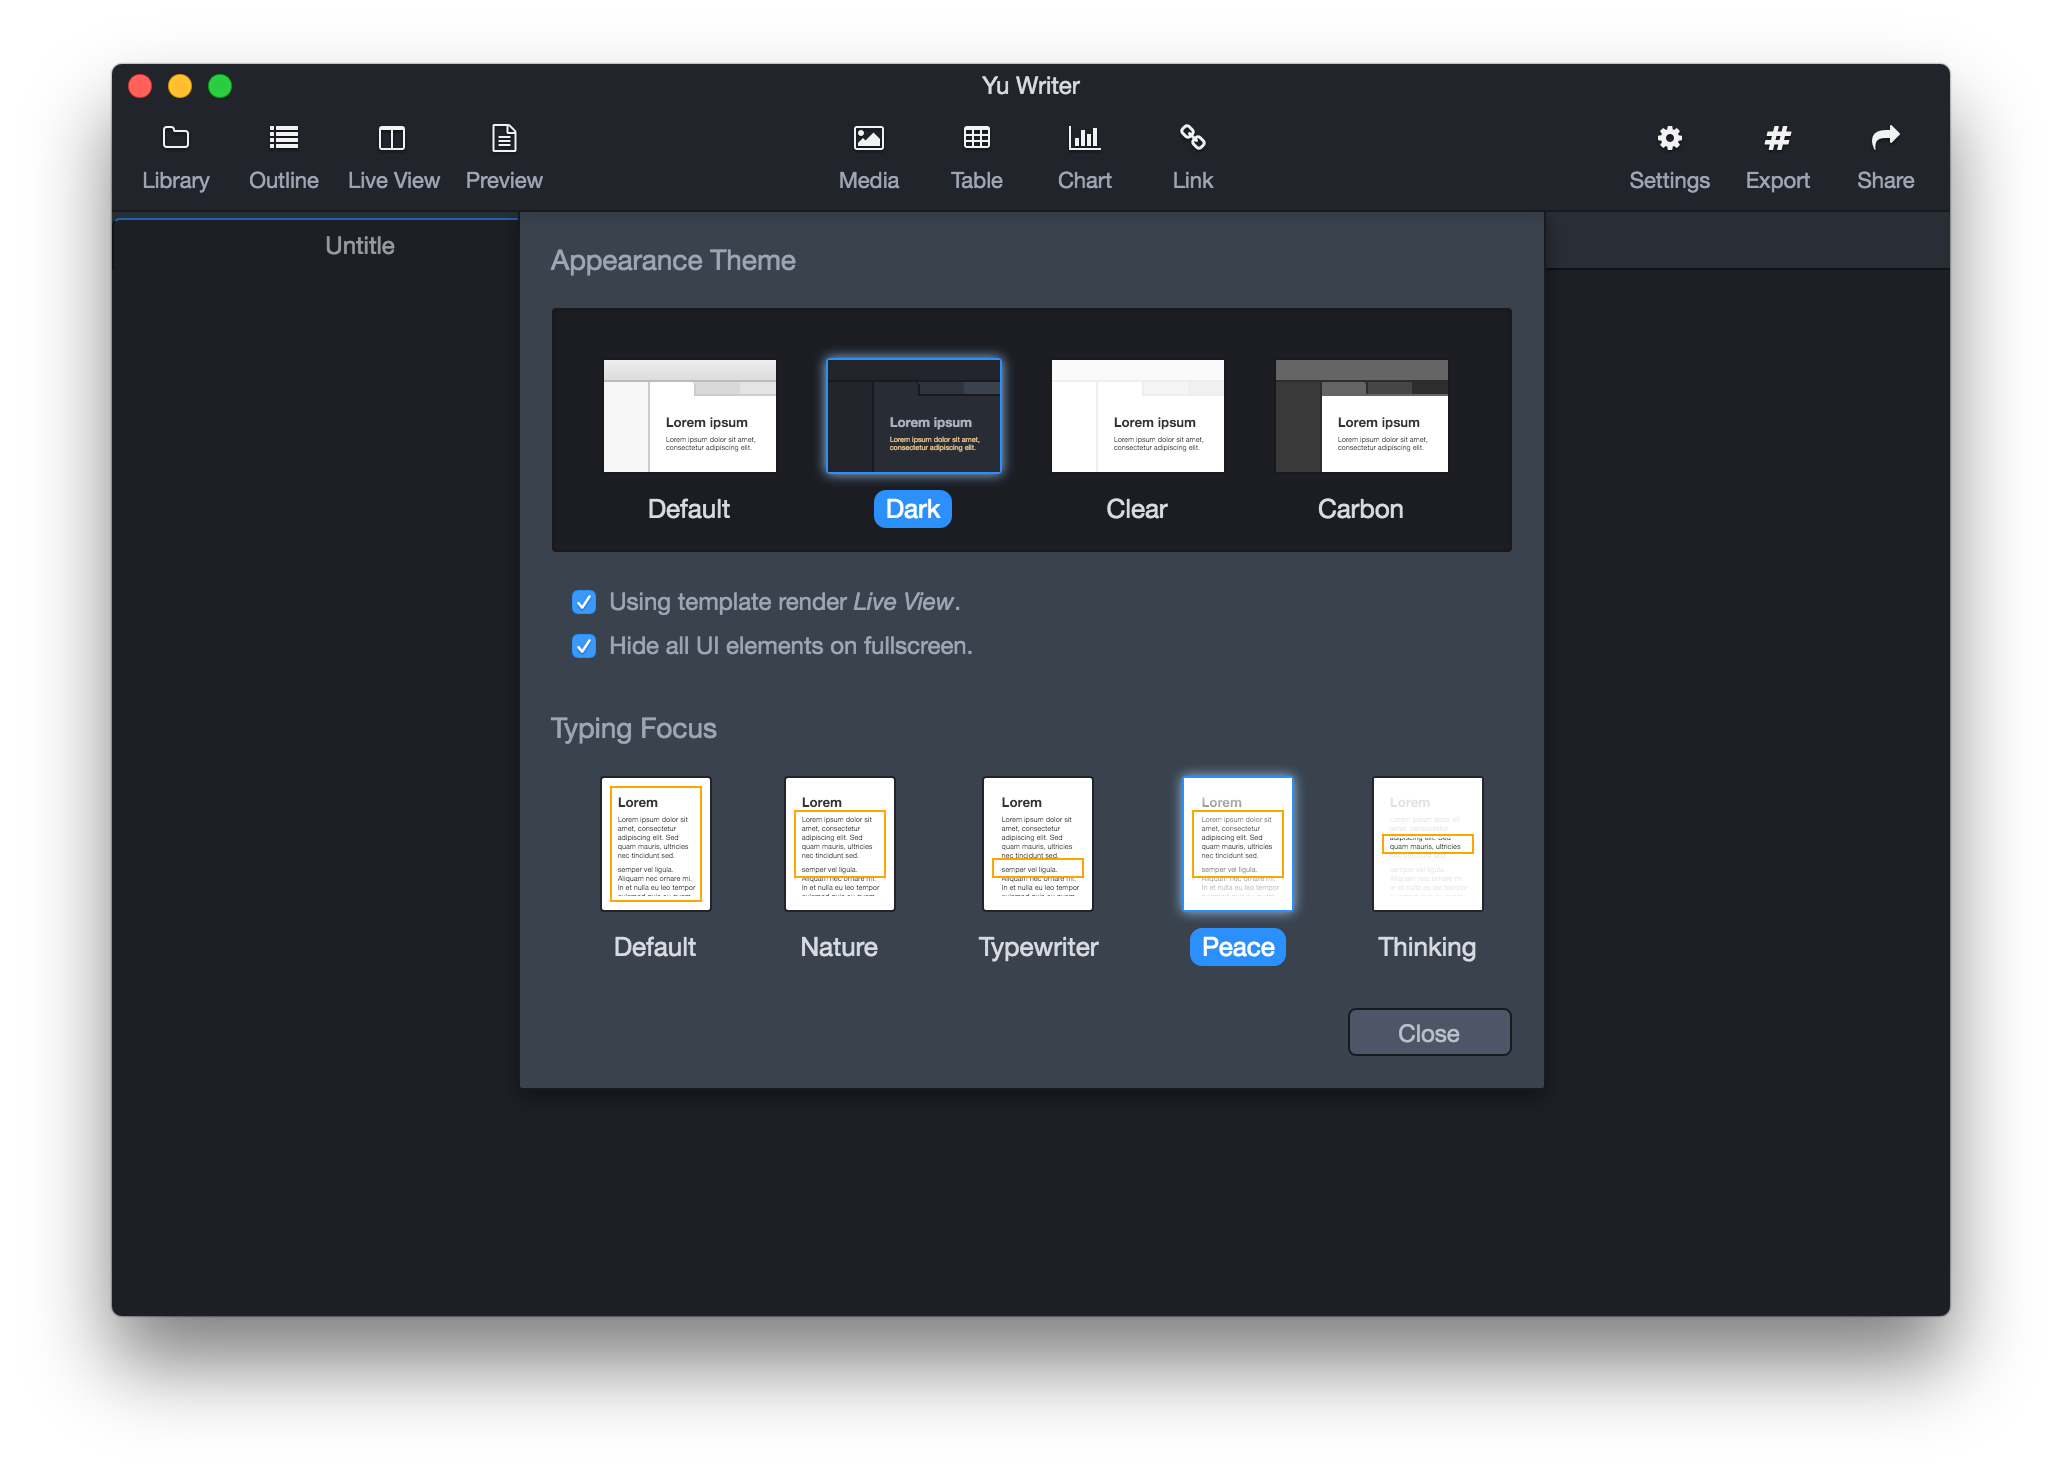 Yu Writer
Library Outline Live View Preview Media Table Chart Link Settings Export Share
Untitle
Appearance Theme
Lorem ipsum
Lorem ipsum dolor sit amet,
consectetur adipiscing elit.
Lorem ipsum
Lorem ipsum dolor sit amet,
consectetur adipiscing elit.
Lorem ipsum
Lorem ipsum dolor sit amet,
consectetur adipiscing elit.
Lorem ipsum
Lorem ipsum dolor sit amet,
consectetur adipiscing elit.
Default Dark Clear Carbon
Using template render Live View.
Hide all UI elements on fullscreen.
Typing Focus
Lorem
Lorem ipsum dolor sit
amet, consectetur
adipiscing elit. Sed
quam mauris, ultricies
nec tincidunt sed.
semper vel ligula.
Aliquam nec ornare mi.
In et nulla eu leo tempor
Lorem
Lorem ipsum dolor sit
amet, consectetur
adipiscing elit. Sed
quam mauris, ultricies
nec tincidunt sed.
semper vel ligula.
Aliquam nec ornare mi.
In et nulla eu leo tempor
Lorem
Lorem ipsum dolor sit
amet, consectetur
adipiscing elit. Sed
quam mauris, ultricies
nec tincidunt sed.
semper vel ligula.
Aliquam nec ornare mi.
In et nulla eu leo tempor
Lorem
Lorem ipsum dolor sit
amet, consectetur
adipiscing elit. Sed
quam mauris, ultricies
nec tincidunt sed.
semper vel ligula.
Aliquam nec ornare mi.
In et nulla eu leo tempor
Lorem
Lorem ipsum dolor sit
amet, consectetur
adipiscing elit. Sed
quam mauris, ultricies
nec tincidunt sed.
semper vel ligula.
Aliquam nec ornare mi.
In et nulla eu leo tempor
Default Nature Typewriter Peace Thinking
Close